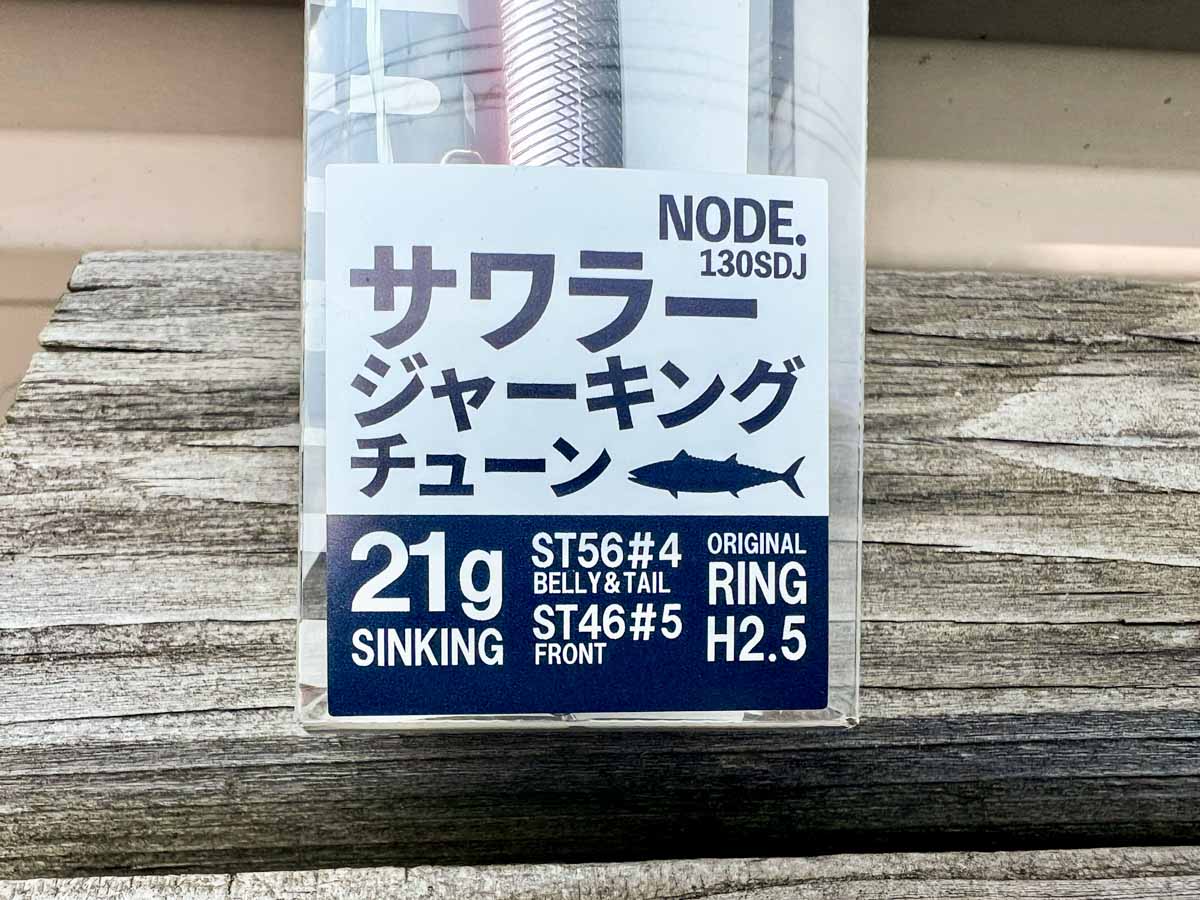 NODE.
130SDJ
サワラー
ジャーキング
チューン
21g
SINKING
ST56#4
BELLY&TAIL
ST46#5
FRONT
ORIGINAL
RING
H2.5